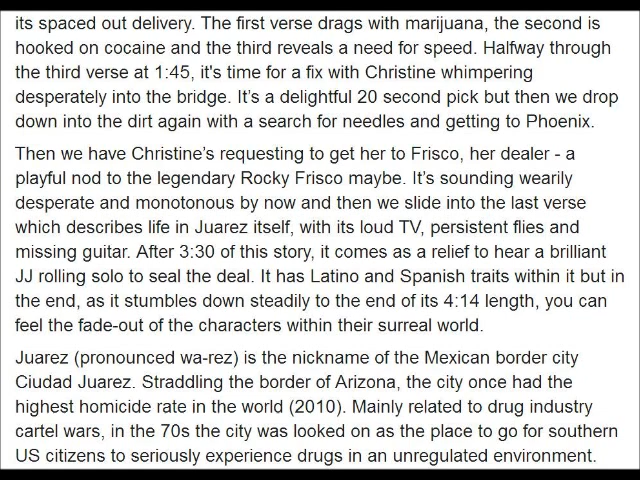 its spaced out delivery. The first verse drags with marijuana, the second is
hooked on cocaine and the third reveals a need for speed. Halfway through
the third verse at 1:45, it's time for a fix with Christine whimpering
desperately into the bridge. It’s a delightful 20 second pick but then we drop
down into the dirt again with a search for needles and getting to Phoenix.
Then we have Christine’s requesting to get her to Frisco, her dealer - a
playful nod to the legendary Rocky Frisco maybe. It’s sounding wearily
desperate and monotonous by now and then we slide into the last verse
which describes life in Juarez itself, with its loud TV, persistent flies and
missing guitar. After 3:30 of this story, it comes as a relief to hear a brilliant
JJ rolling solo to seal the deal. It has Latino and Spanish traits within it but in
the end, as it stumbles down steadily to the end of its 4:14 length, you can
feel the fade-out of the characters within their surreal world.
Juarez (pronounced wa-rez) is the nickname of the Mexican border city
Ciudad Juarez. Straddling the border of Arizona, the city once had the
highest homicide rate in the world (2010). Mainly related to drug industry
cartel wars, in the 70s the city was looked on as the place to go for southern
US citizens to seriously experience drugs in an unregulated environment.